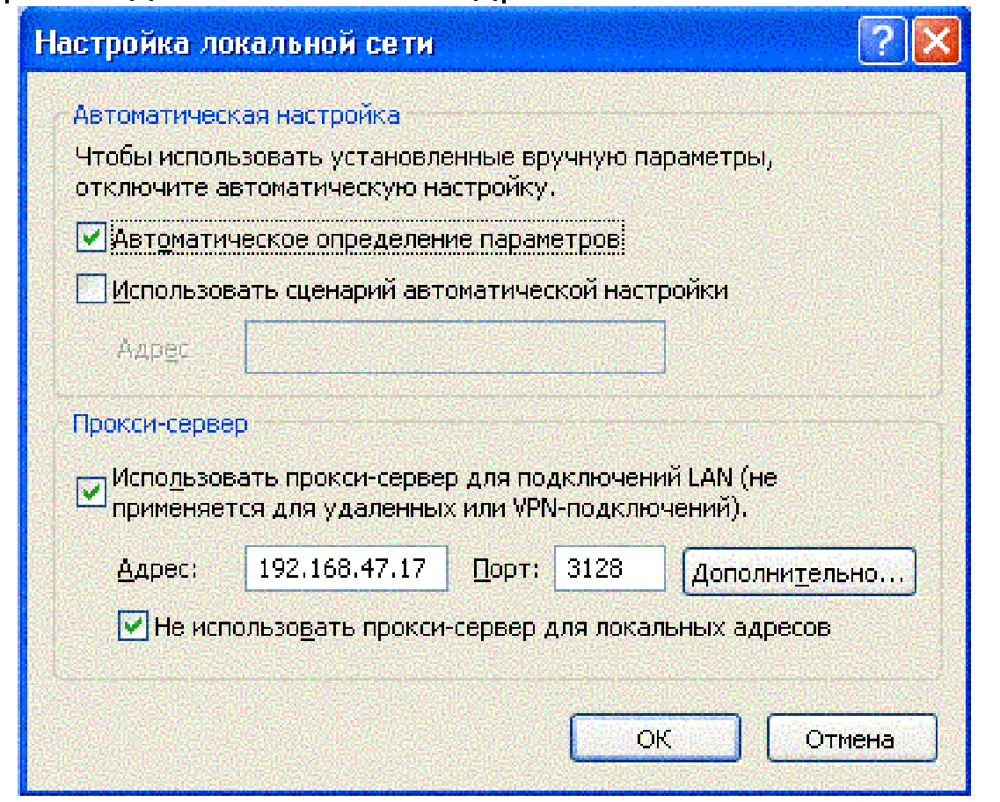 Настройка локальной сети
Автоматическая настройка
Чтобы использовать установленные вручную параметры,
отключите автоматическую настройку.
Автоматическое определение параметров
Использовать сценарий автоматической настройки
Адрес
Прокси-сервер
Использовать прокси-сервер для подключений LAN (не
применяется для удаленных или VPN-подключений).
Адрес: 192.168.47.17 Порт: 3128 Дополнительно...
Не использовать прокси-сервер для локальных адресов
ОК Отмена